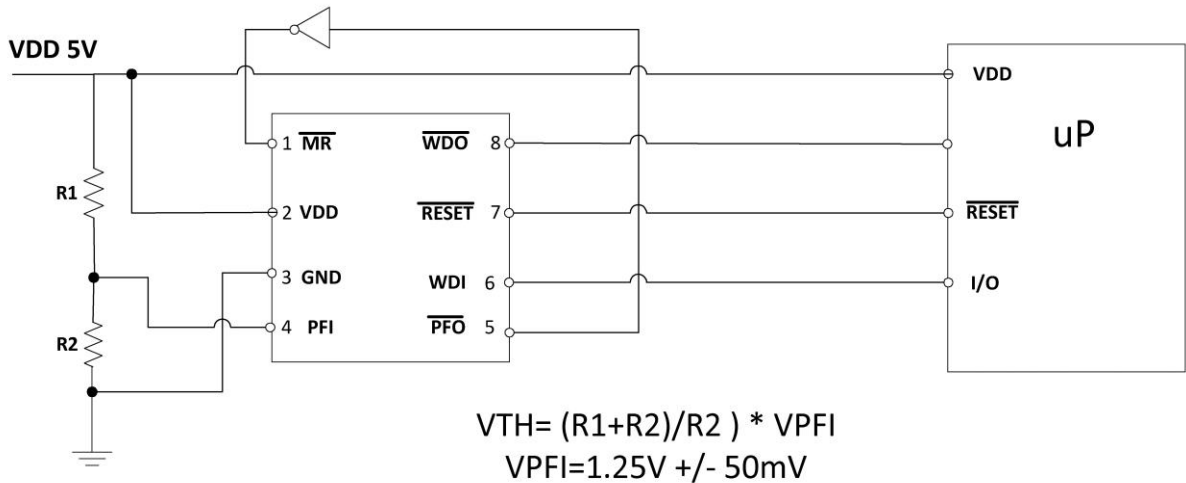 VDD 5V
VDD
uP
1 MR
WDO 8
R1
2 VDD
RESET 7
RESET
3 GND
WDI 6
I/O
4 PFI
PFO 5
R2
VTH= (R1+R2)/R2 ) * VPFI
VPFI=1.25V +/- 50mV